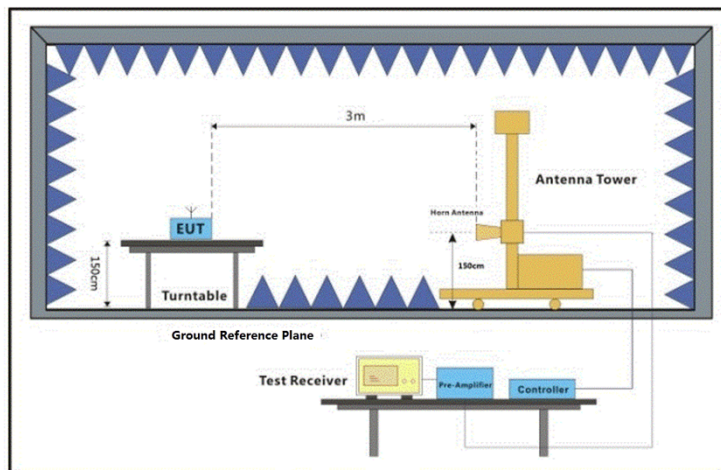 3m
Antenna Tower
Horn Antenna
EUT
150cm
150cm
Turntable
Ground Reference Plane
Test Receiver
Pre-Amplifier
Controller